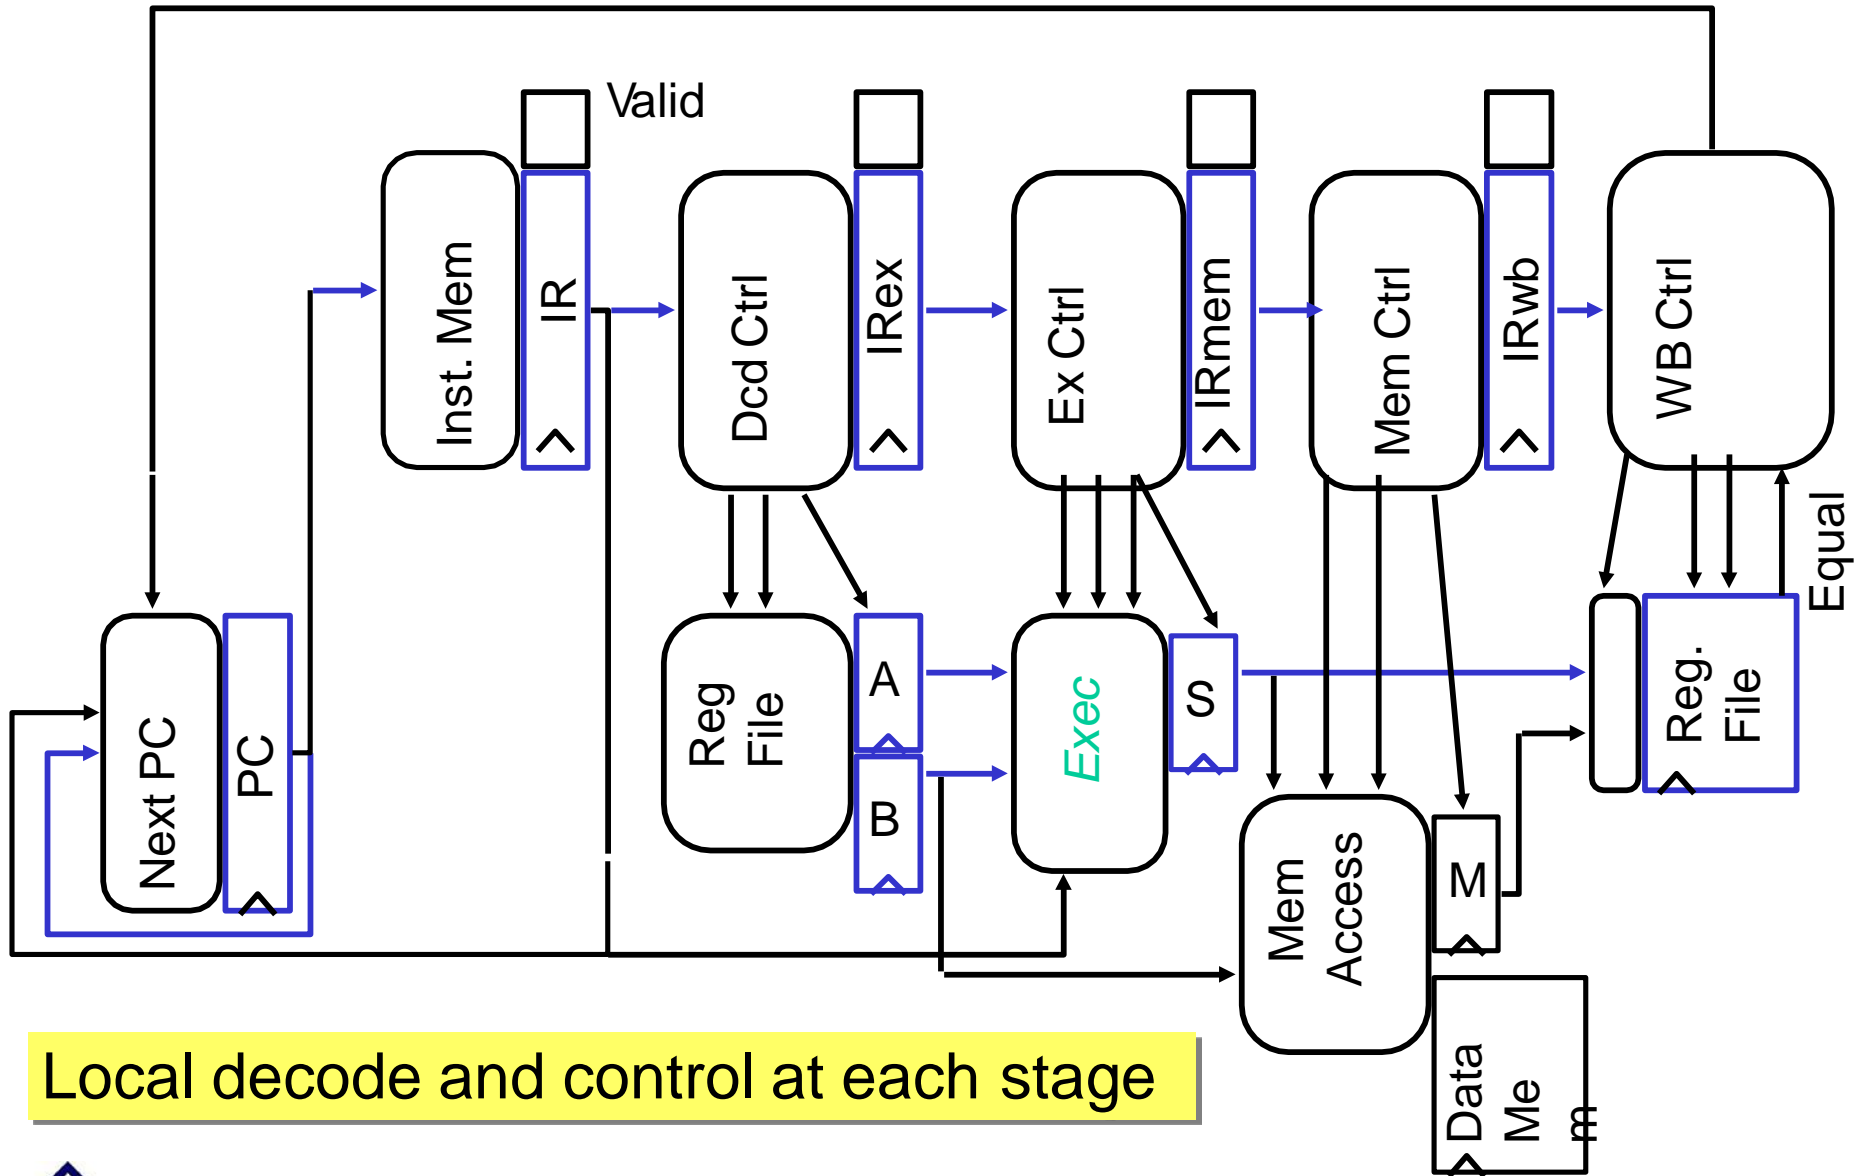 Valid
Inst. Mem
IR
Dcd Ctrl
IRex
Ex Ctrl
IRmem
Mem Ctrl
IRwb
WB Ctrl
Equal
Next PC
PC
Reg
File
A
B
Exec
S
Mem
Access
M
Reg.
File
Data
Me
m
Local decode and control at each stage